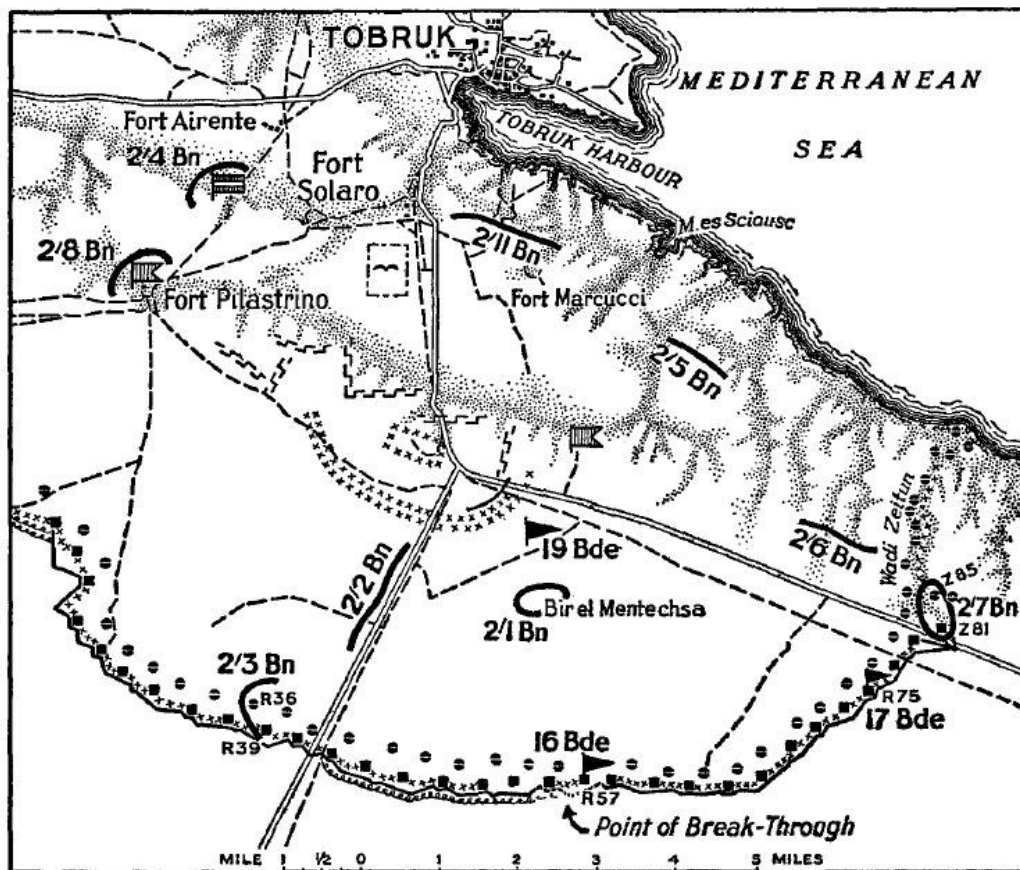 TOBRUK
MEDITERRANEAN
SEA
TOBRUK HARBOUR
Fort Airente
2/4 Bn
Fort
Solaro
Mes Sciausc
2/11 Bn
2/8 Bn
Fort Pilastrino
Fort Marcucci
2/5 Bn
Wadi Zeitun
2/6 Bn
19 Bde
2/2 Bn
Bir el Mentechsa
2/1 Bn
Z85
2/7 Bn
Z81
2/3 Bn
R36
R39
R75
17 Bde
16 Bde
R57
Point of Break-Through
MILE 1 ½ 0 1 2 3 4 5 MILES